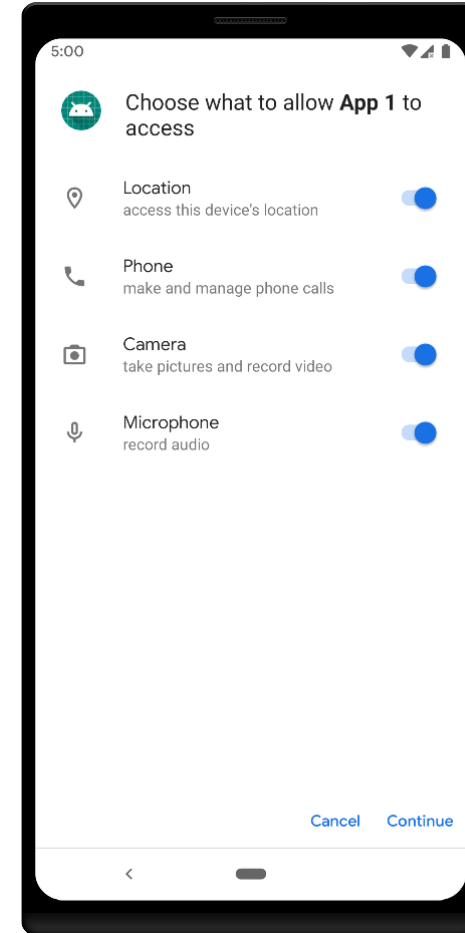 5:00
Choose what to allow App 1 to
access
Location
access this device's location
Phone
make and manage phone calls
Camera
take pictures and record video
Microphone
record audio
Cancel Continue